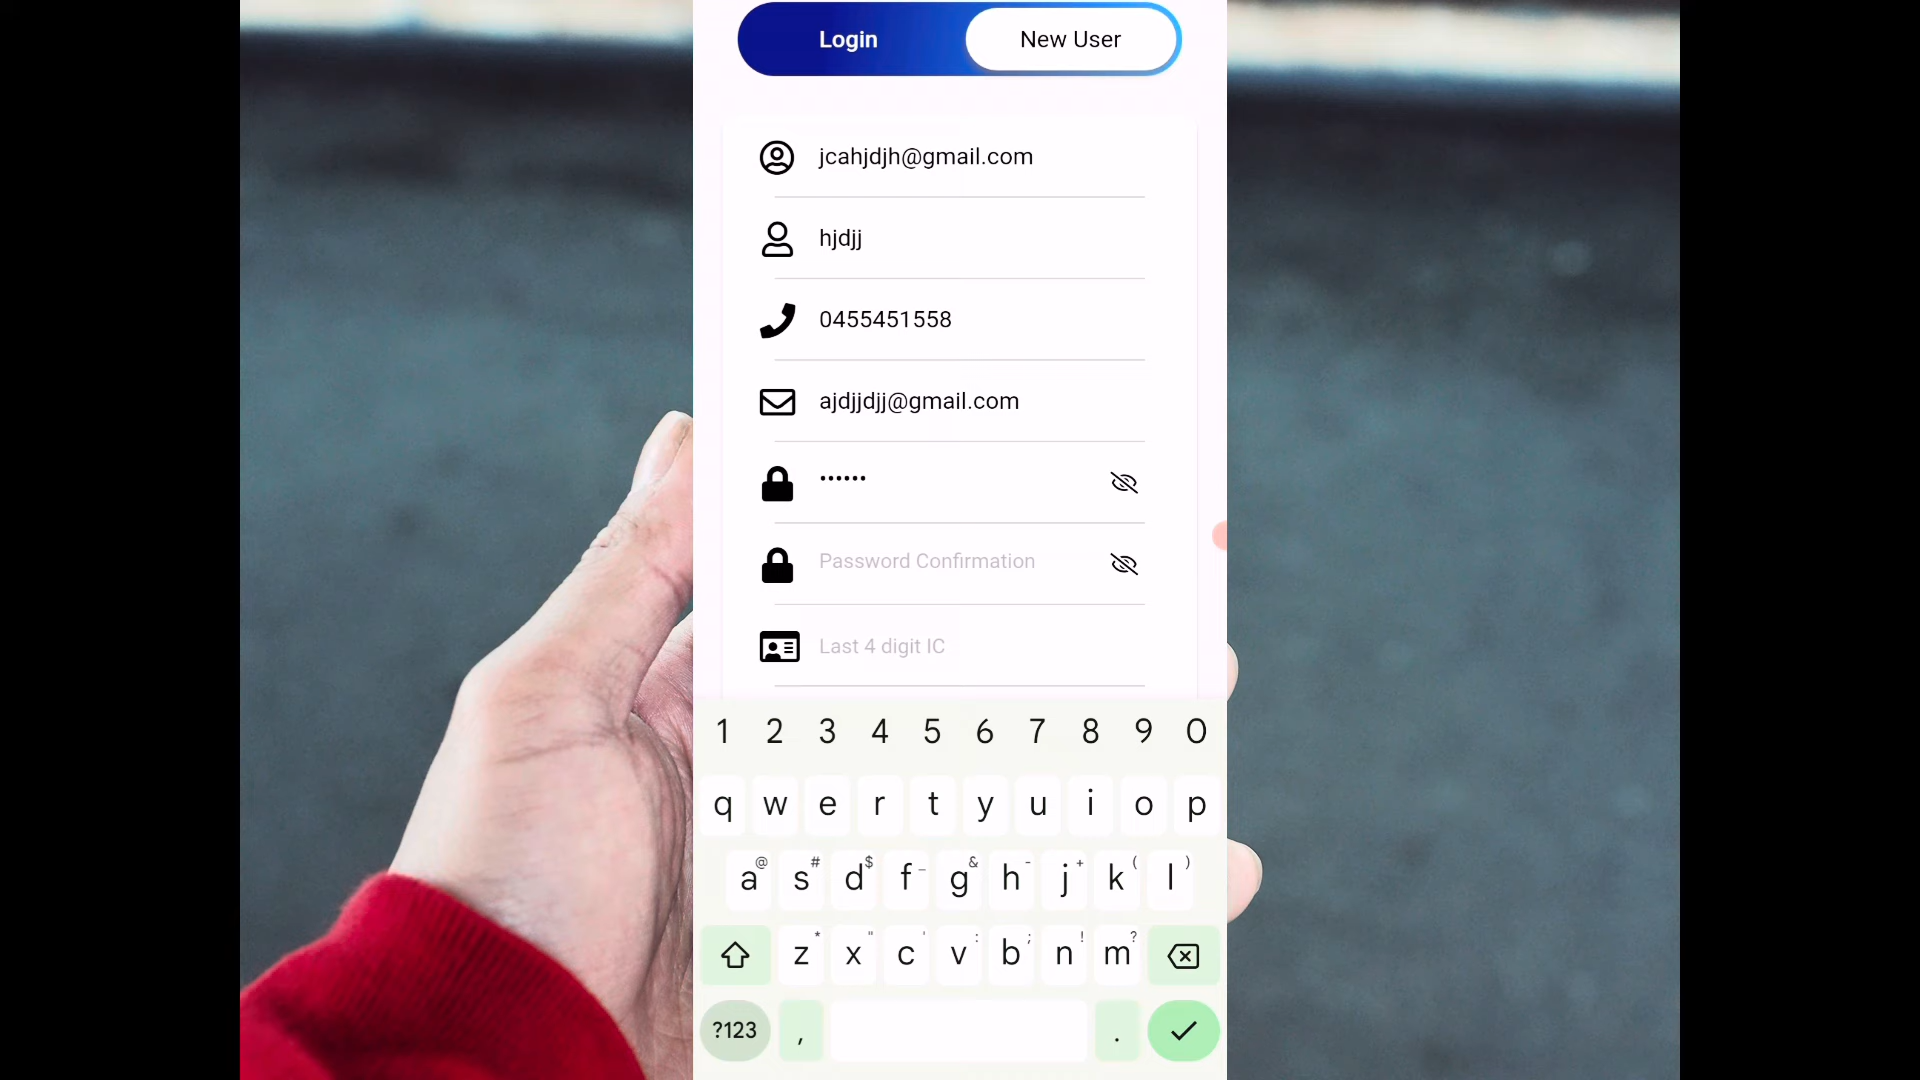 Login New User
jcahjdjh@gmail.com
hjdjj
0455451558
ajdjjdjj@gmail.com
••••••
Password Confirmation
Last 4 digit IC
1 2 3 4 5 6 7 8 9 0
q w e r t y u i o p
@ # $ _ & - + ( )
a s d f g h j k l
* " ' : ; ! ?
z x c v b n m
?123 , .